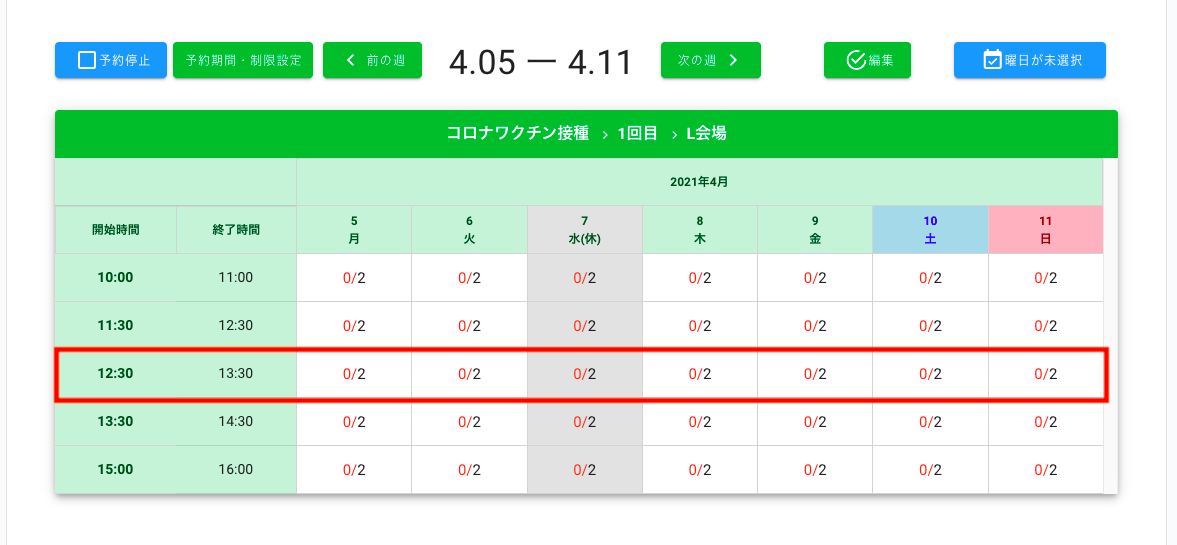 予約停止 予約期間・制限設定 前の週 4.05 ー 4.11 次の週 編集 曜日が未選択
コロナワクチン接種 › 1回目 › L会場
2021年4月
開始時間 終了時間 5 月 6 火 7 水(休) 8 木 9 金 10 土 11 日
10:00 11:00 0/2 0/2 0/2 0/2 0/2 0/2 0/2
11:30 12:30 0/2 0/2 0/2 0/2 0/2 0/2 0/2
12:30 13:30 0/2 0/2 0/2 0/2 0/2 0/2 0/2
13:30 14:30 0/2 0/2 0/2 0/2 0/2 0/2 0/2
15:00 16:00 0/2 0/2 0/2 0/2 0/2 0/2 0/2